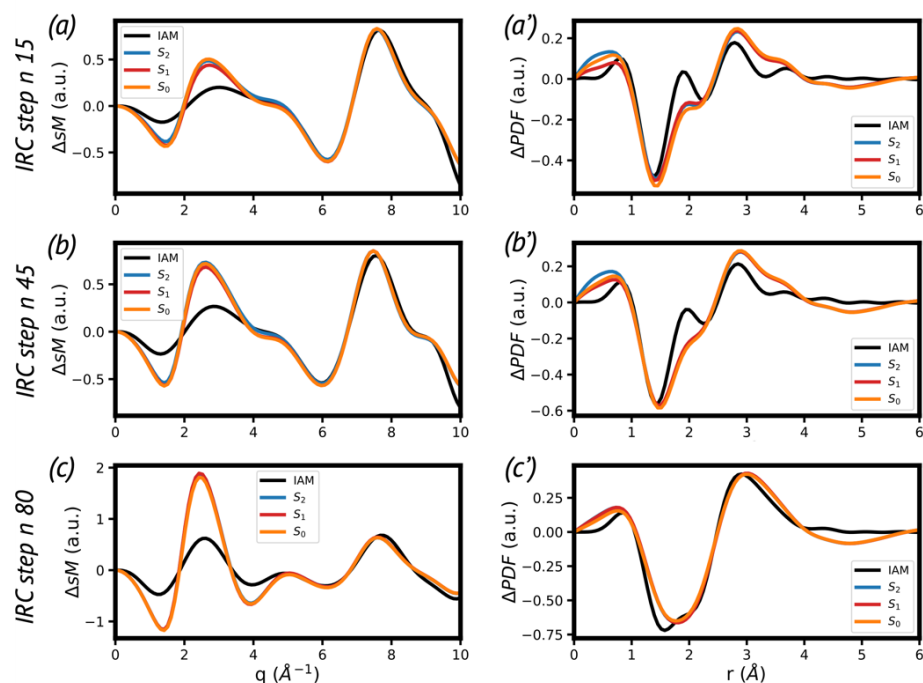 (a)
IRC step n 15
ΔsM (a.u.)
0.5
0.0
−0.5
IAM
S₂
S₁
S₀
0 2 4 6 8 10
(a')
ΔPDF (a.u.)
0.2
0.0
−0.2
−0.4
IAM
S₂
S₁
S₀
0 1 2 3 4 5 6
(b)
IRC step n 45
ΔsM (a.u.)
0.5
0.0
−0.5
IAM
S₂
S₁
S₀
0 2 4 6 8 10
(b')
ΔPDF (a.u.)
0.2
0.0
−0.2
−0.4
−0.6
IAM
S₂
S₁
S₀
0 1 2 3 4 5 6
(c)
IRC step n 80
ΔsM (a.u.)
2
1
0
−1
IAM
S₂
S₁
S₀
0 2 4 6 8 10
q (Å⁻¹)
(c')
ΔPDF (a.u.)
0.25
0.00
−0.25
−0.50
−0.75
IAM
S₂
S₁
S₀
0 1 2 3 4 5 6
r (Å)